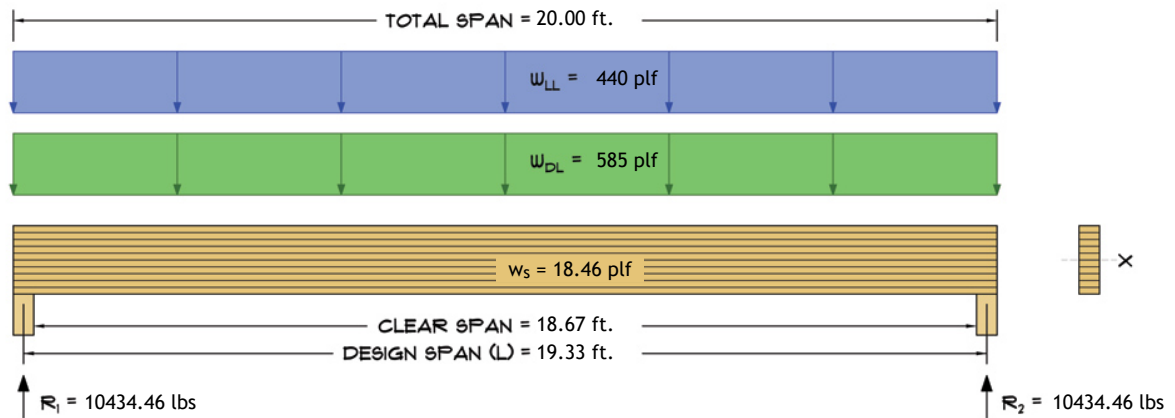 TOTAL SPAN = 20.00 ft.
W_LL = 440 plf
W_DL = 585 plf
w_s = 18.46 plf
X
CLEAR SPAN = 18.67 ft.
DESIGN SPAN (L) = 19.33 ft.
R_1 = 10434.46 lbs
R_2 = 10434.46 lbs